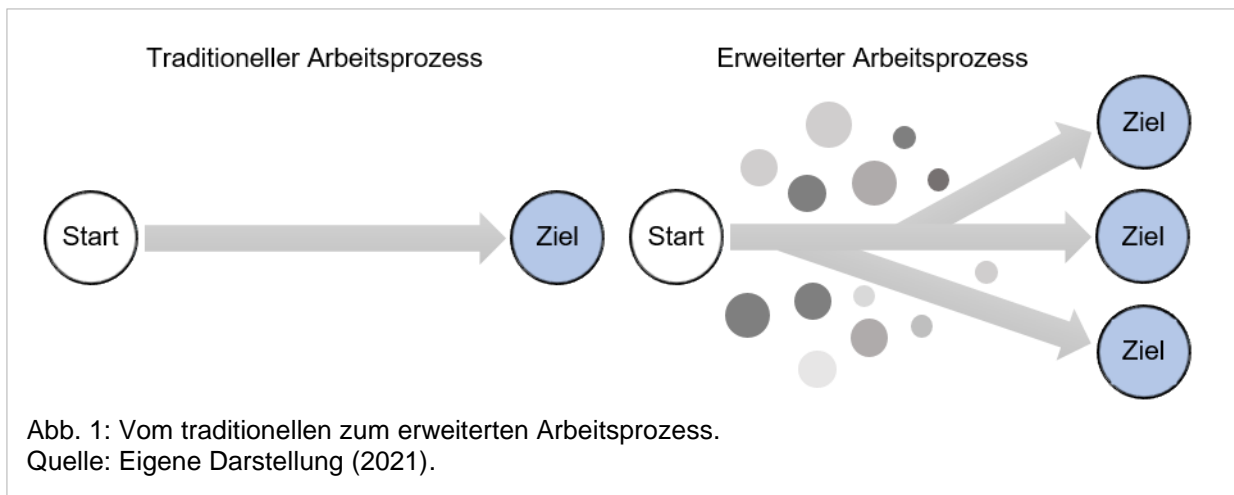 Traditioneller Arbeitsprozess
Start
Ziel
Erweiterter Arbeitsprozess
Start
Ziel
Ziel
Ziel
Abb. 1: Vom traditionellen zum erweiterten Arbeitsprozess.
Quelle: Eigene Darstellung (2021).